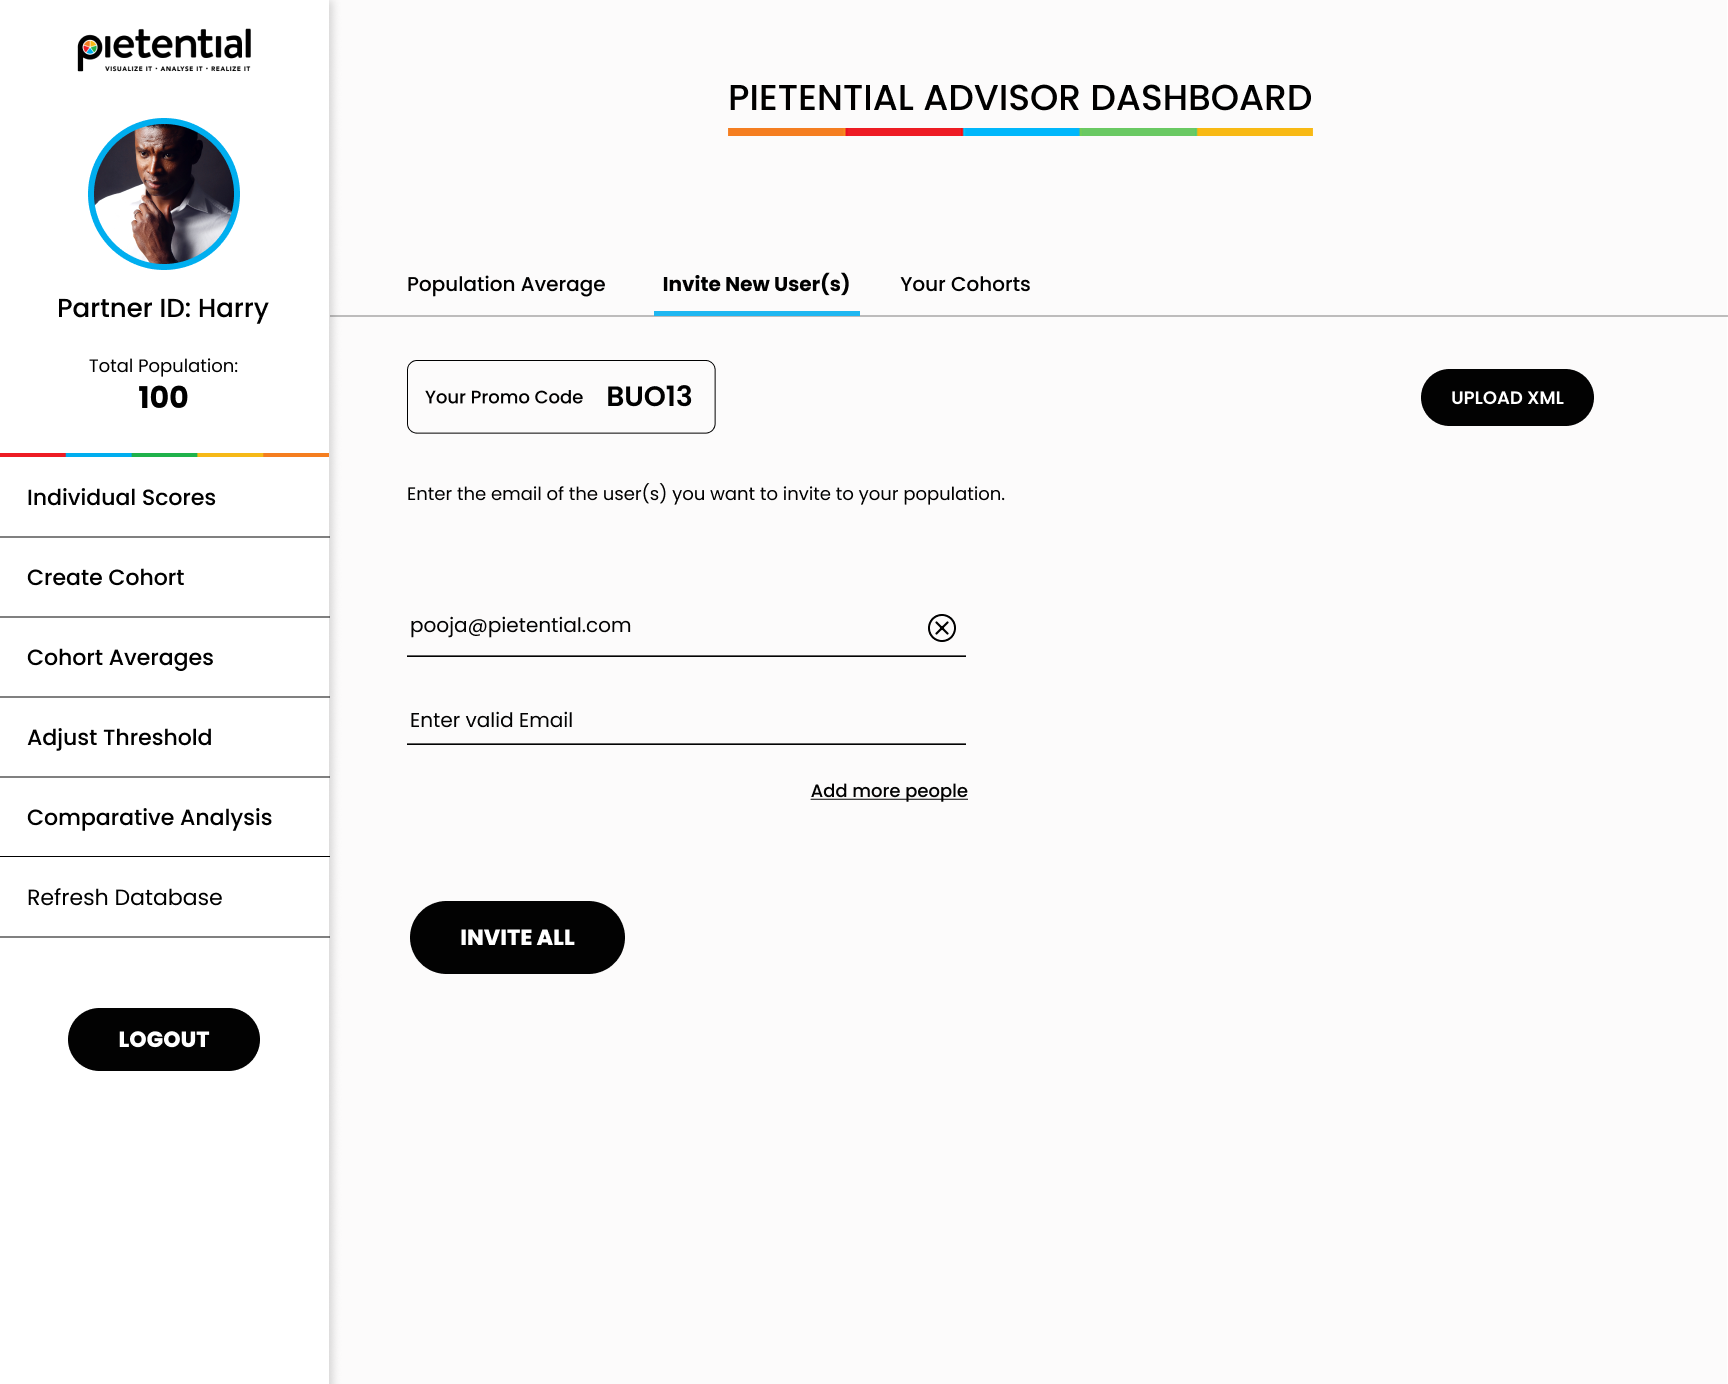 pietential
VISUALIZE IT • ANALYSE IT • REALIZE IT
Partner ID: Harry
Total Population:
100
Individual Scores
Create Cohort
Cohort Averages
Adjust Threshold
Comparative Analysis
Refresh Database
LOGOUT
PIETENTIAL ADVISOR DASHBOARD
Population Average
Invite New User(s)
Your Cohorts
Your Promo Code BUO13
UPLOAD XML
Enter the email of the user(s) you want to invite to your population.
pooja@pietential.com
Enter valid Email
Add more people
INVITE ALL